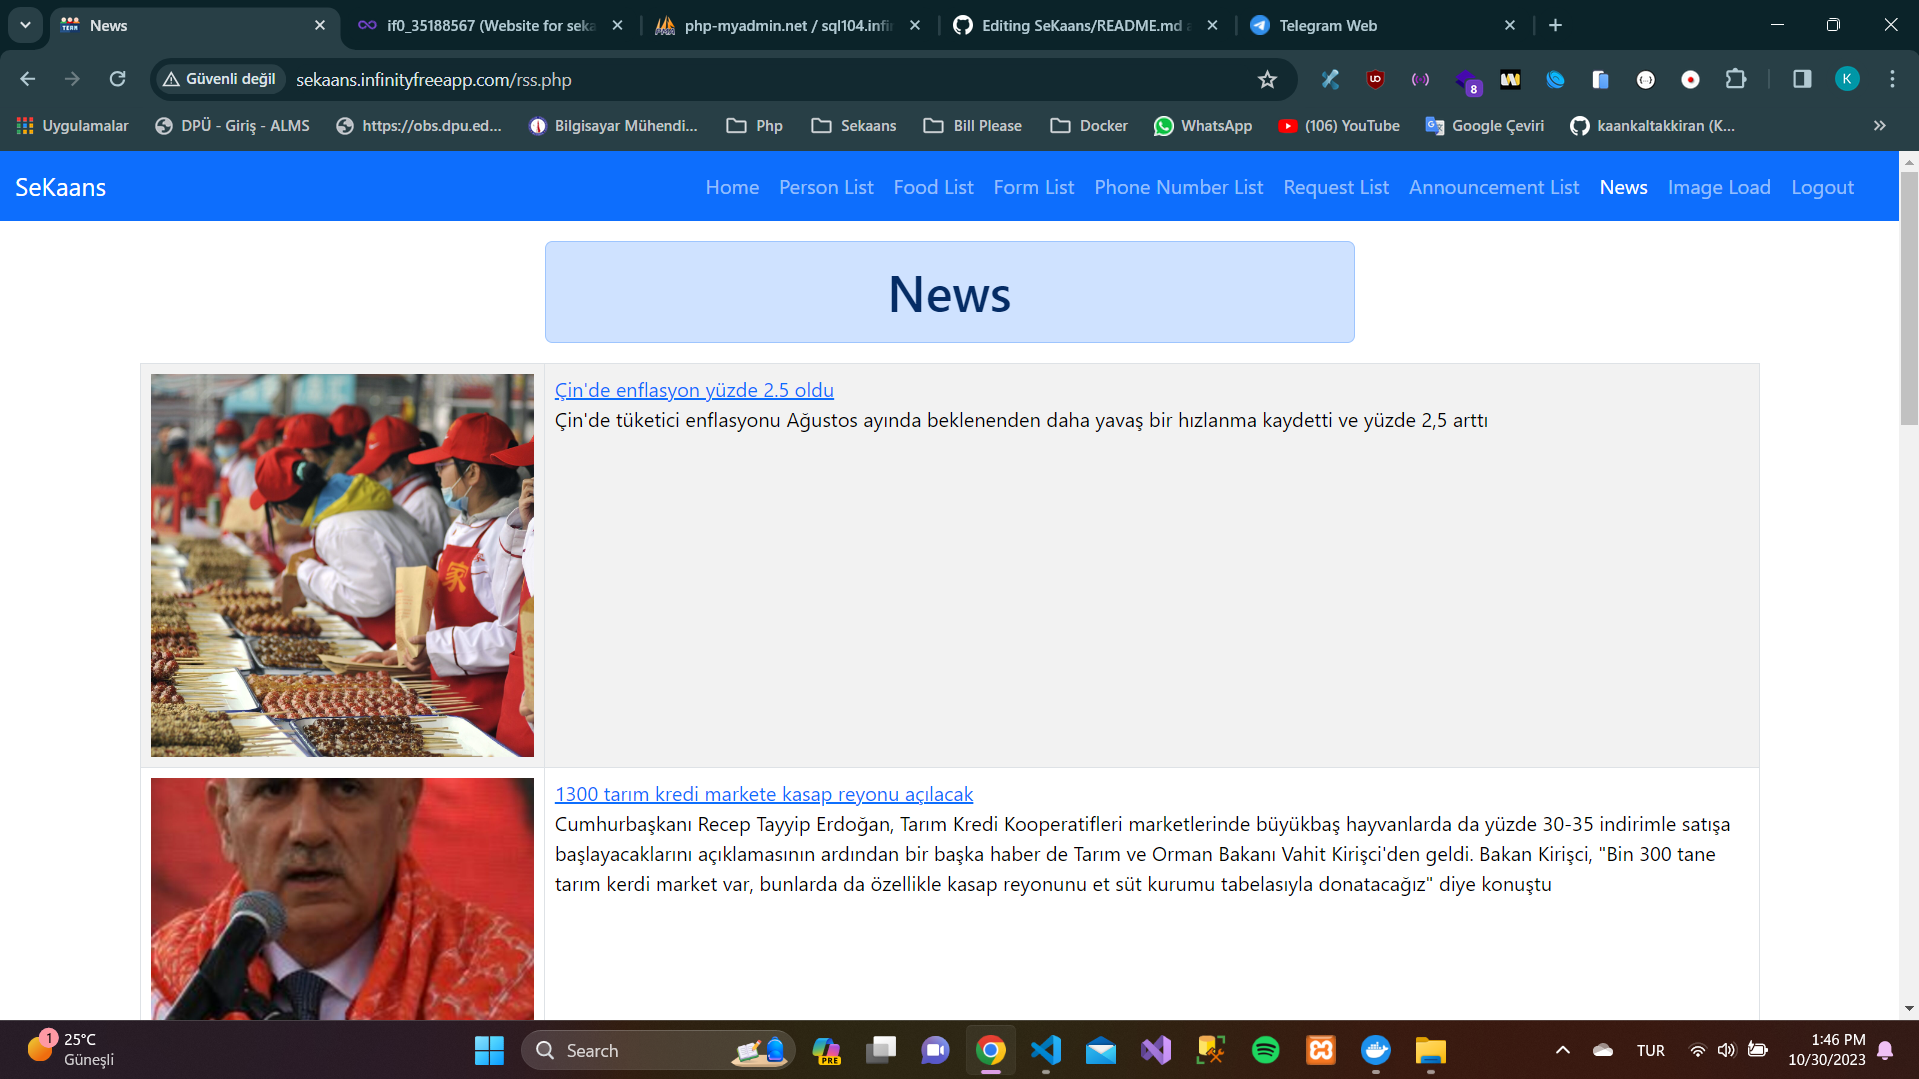 News
if0_35188567 (Website for seka
php-myadmin.net / sql104.infi
Editing SeKaans/README.md a
Telegram Web
Güvenli değil
sekaans.infinityfreeapp.com/rss.php
8
K
Uygulamalar
DPÜ - Giriş - ALMS
https://obs.dpu.ed...
Bilgisayar Mühendi...
Php
Sekaans
Bill Please
Docker
WhatsApp
(106) YouTube
Google Çeviri
kaankaltakkiran (K...
SeKaans
Home
Person List
Food List
Form List
Phone Number List
Request List
Announcement List
News
Image Load
Logout
News
Çin'de enflasyon yüzde 2.5 oldu
Çin'de tüketici enflasyonu Ağustos ayında beklenenden daha yavaş bir hızlanma kaydetti ve yüzde 2,5 arttı
家
1300 tarım kredi markete kasap reyonu açılacak
Cumhurbaşkanı Recep Tayyip Erdoğan, Tarım Kredi Kooperatifleri marketlerinde büyükbaş hayvanlarda da yüzde 30-35 indirimle satışa
başlayacaklarını açıklamasının ardından bir başka haber de Tarım ve Orman Bakanı Vahit Kirişci'den geldi. Bakan Kirişci, "Bin 300 tane
tarım kerdi market var, bunlarda da özellikle kasap reyonunu et süt kurumu tabelasıyla donatacağız" diye konuştu
1
25°C
Güneşli
Search
PRE
TUR
1:46 PM
10/30/2023